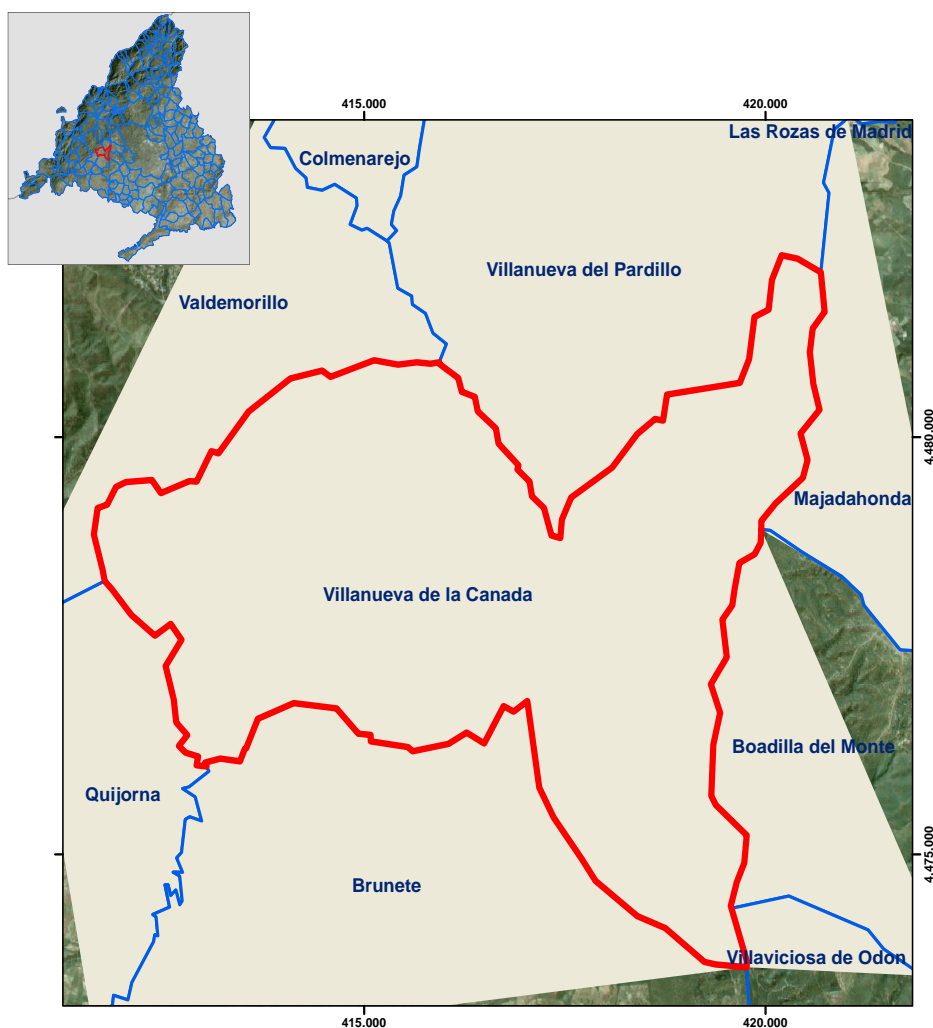 415.000
420.000
Las Rozas de Madrid
Colmenarejo
Villanueva del Pardillo
Valdemorillo
4.480.000
Majadahonda
Villanueva de la Canada
Boadilla del Monte
Quijorna
4.475.000
Brunete
Villaviciosa de Odon
415.000
420.000